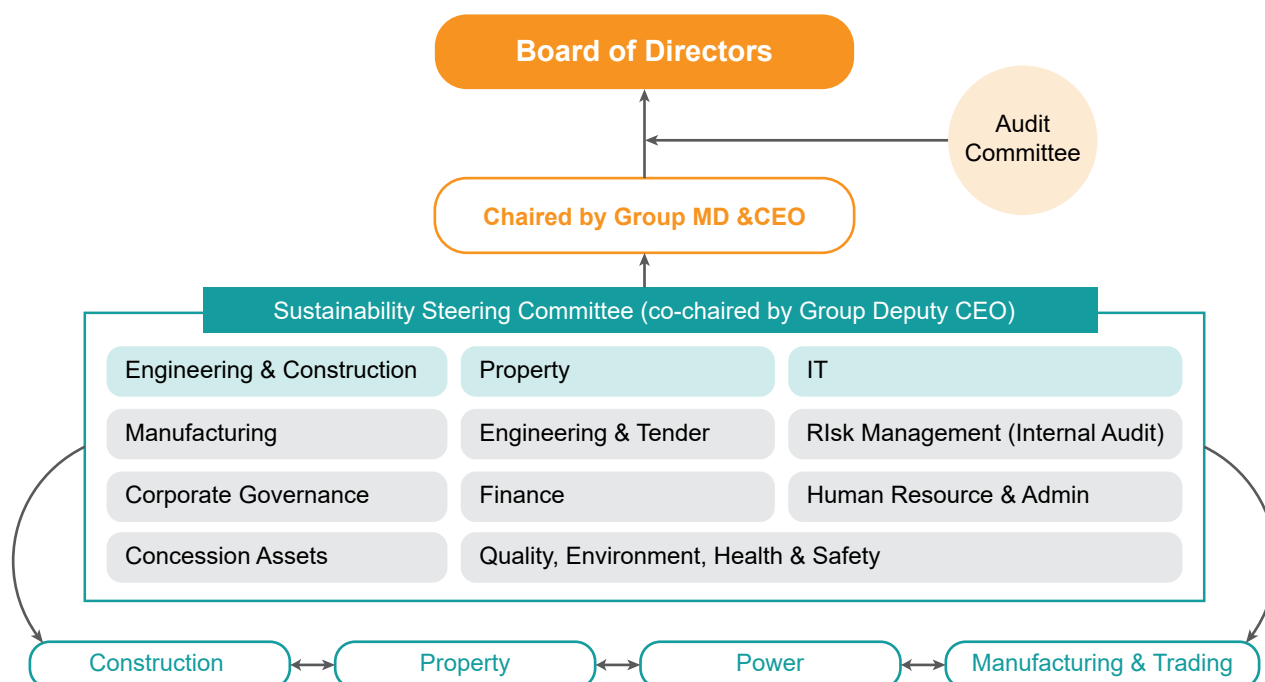 Board of Directors
Audit
Committee
Chaired by Group MD &CEO
Sustainability Steering Committee (co-chaired by Group Deputy CEO)
Engineering & Construction
Property
IT
Manufacturing
Engineering & Tender
RIsk Management (Internal Audit)
Corporate Governance
Finance
Human Resource & Admin
Concession Assets
Quality, Environment, Health & Safety
Construction
Property
Power
Manufacturing & Trading